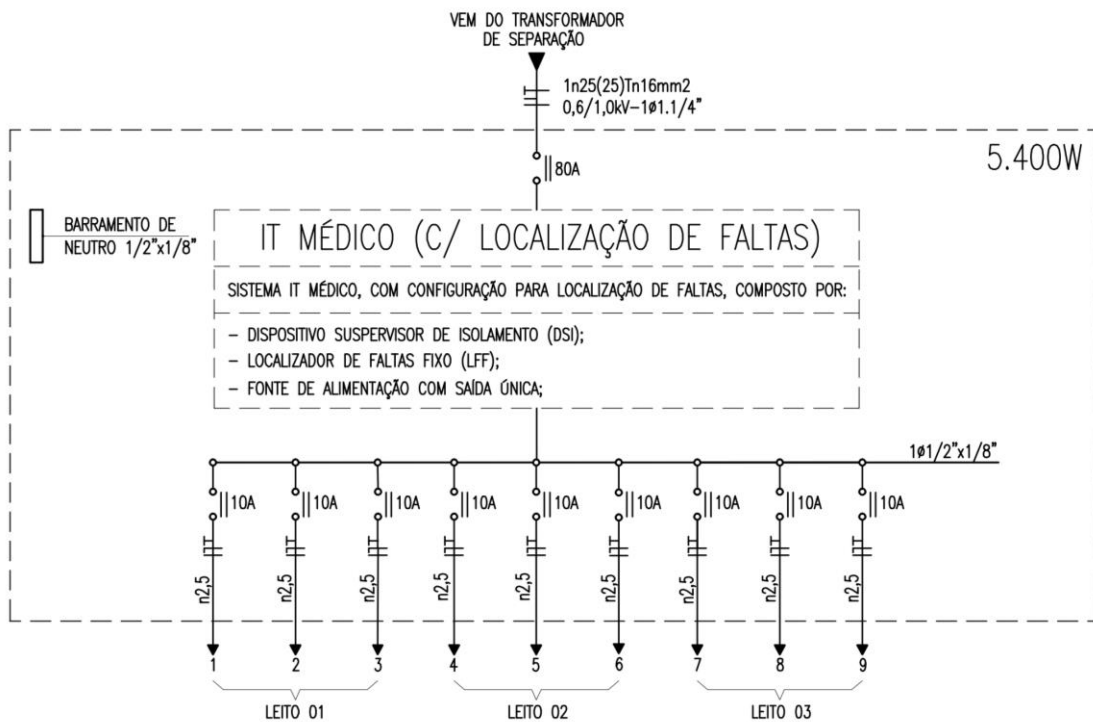 VEM DO TRANSFORMADOR
DE SEPARAÇÃO
1n25(25)Tn16mm2
0,6/1,0kV-1ø1.1/4"
80A
5.400W
BARRAMENTO DE
NEUTRO 1/2"x1/8"
IT MÉDICO (C/ LOCALIZAÇÃO DE FALTAS)
SISTEMA IT MÉDICO, COM CONFIGURAÇÃO PARA LOCALIZAÇÃO DE FALTAS, COMPOSTO POR:
- DISPOSITIVO SUSPERVISOR DE ISOLAMENTO (DSI);
- LOCALIZADOR DE FALTAS FIXO (LFF);
- FONTE DE ALIMENTAÇÃO COM SAÍDA ÚNICA;
1ø1/2"x1/8"
10A 10A 10A 10A 10A 10A 10A 10A 10A
n2,5 n2,5 n2,5 n2,5 n2,5 n2,5 n2,5 n2,5 n2,5
1 2 3 4 5 6 7 8 9
LEITO 01 LEITO 02 LEITO 03